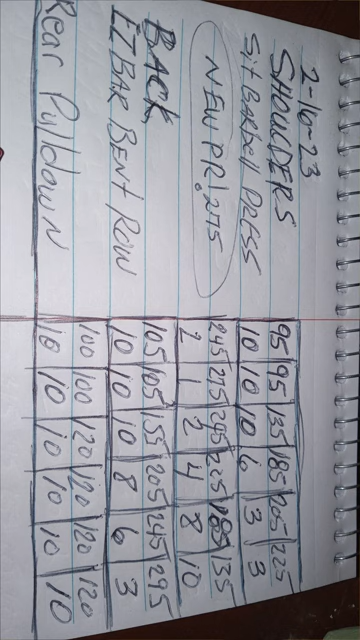 2-16-23
SHOULDERS 95 95 135 185 205 225
Sit BARBELL PRESS 10 10 10 6 3 3
NEW PR! 275 245 275 245 225 185 135
2 1 2 4 8 10
BACK 105 105 155 205 245 295
EZ BAR BENT ROW 10 10 10 8 6 3
100 100 120 120 120 120
Rear Pulldown 10 10 10 10 10 10